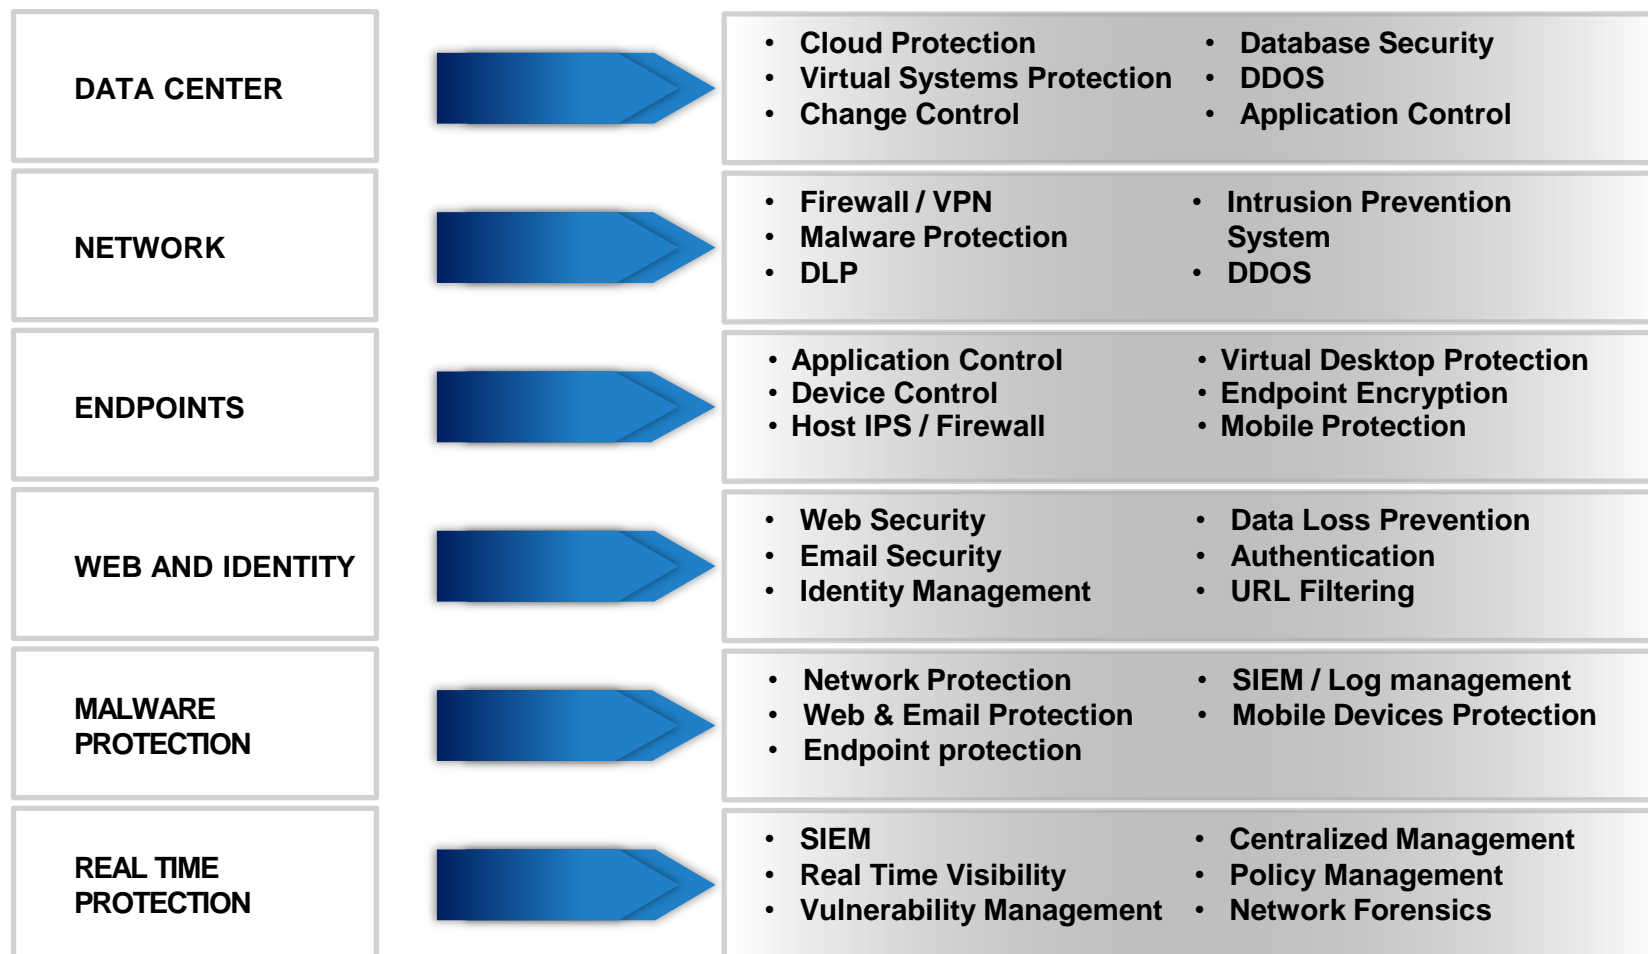 DATA CENTER
• Cloud Protection
• Virtual Systems Protection
• Change Control
• Database Security
• DDOS
• Application Control
NETWORK
• Firewall / VPN
• Malware Protection
• DLP
• Intrusion Prevention
System
• DDOS
ENDPOINTS
• Application Control
• Device Control
• Host IPS / Firewall
• Virtual Desktop Protection
• Endpoint Encryption
• Mobile Protection
WEB AND IDENTITY
• Web Security
• Email Security
• Identity Management
• Data Loss Prevention
• Authentication
• URL Filtering
MALWARE
PROTECTION
• Network Protection
• Web & Email Protection
• Endpoint protection
• SIEM / Log management
• Mobile Devices Protection
REAL TIME
PROTECTION
• SIEM
• Real Time Visibility
• Vulnerability Management
• Centralized Management
• Policy Management
• Network Forensics